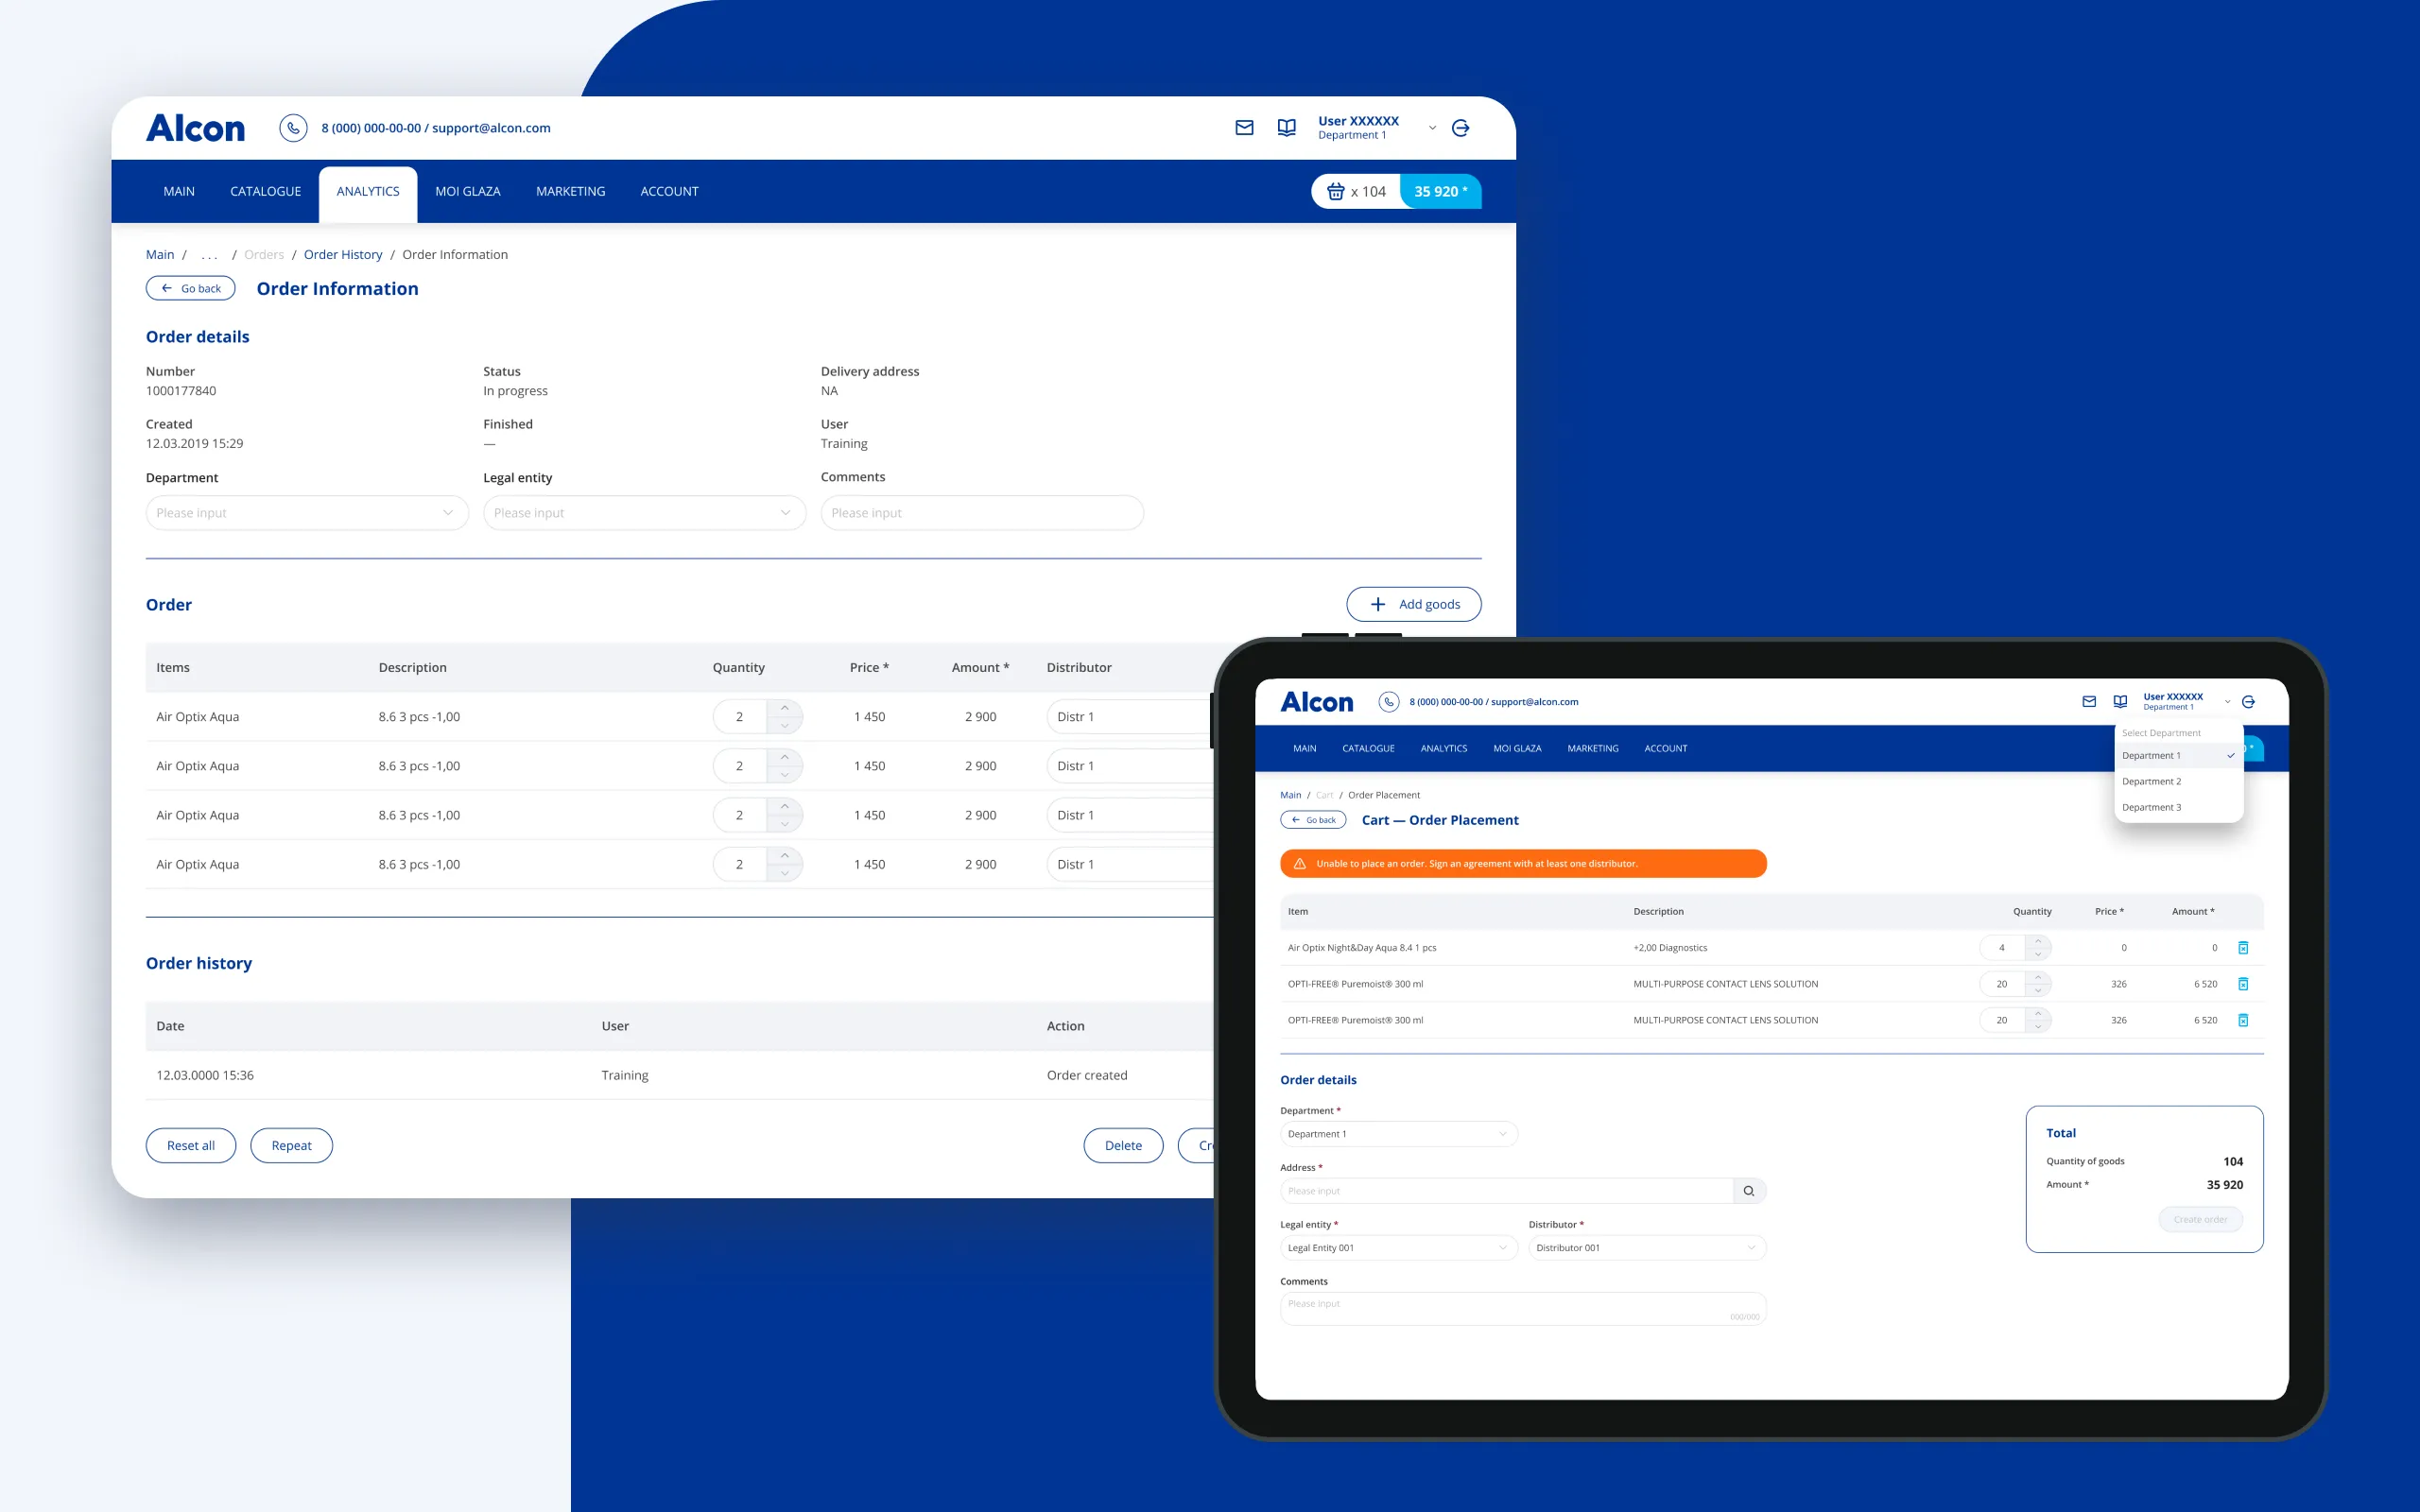 Alcon
8 (000) 000-00-00 / support@alcon.com
User XXXXXX
Department 1
MAIN CATALOGUE ANALYTICS MOI GLAZA MARKETING ACCOUNT
x 104 35 920 *
Main / ... / Orders / Order History / Order Information
Go back
Order Information
Order details
Number Status Delivery address
1000177840 In progress NA
Created Finished User
12.03.2019 15:29 — Training
Department Legal entity Comments
Please input Please input Please input
Order
Add goods
Items Description Quantity Price * Amount * Distributor
Air Optix Aqua 8.6 3 pcs -1,00 2 1 450 2 900 Distr 1
Air Optix Aqua 8.6 3 pcs -1,00 2 1 450 2 900 Distr 1
Air Optix Aqua 8.6 3 pcs -1,00 2 1 450 2 900 Distr 1
Air Optix Aqua 8.6 3 pcs -1,00 2 1 450 2 900 Distr 1
Order history
Date User Action
12.03.0000 15:36 Training Order created
Reset all Repeat Delete
Alcon
8 (000) 000-00-00 / support@alcon.com
User XXXXXX
Department 1
MAIN CATALOGUE ANALYTICS MOI GLAZA MARKETING ACCOUNT
Select Department
Department 1
Department 2
Department 3
Main / Cart / Order Placement
Go back
Cart — Order Placement
Unable to place an order. Sign an agreement with at least one distributor.
Item Description Quantity Price * Amount *
Air Optix Night&Day Aqua 8.4 1 pcs +2,00 Diagnostics 4 0 0
OPTI-FREE® Puremoist® 300 ml MULTI-PURPOSE CONTACT LENS SOLUTION 20 326 6 520
OPTI-FREE® Puremoist® 300 ml MULTI-PURPOSE CONTACT LENS SOLUTION 20 326 6 520
Order details
Department *
Department 1
Address *
Please input
Legal entity * Distributor *
Legal Entity 001 Distributor 001
Comments
Please input
000/000
Total
Quantity of goods 104
Amount * 35 920
Create order